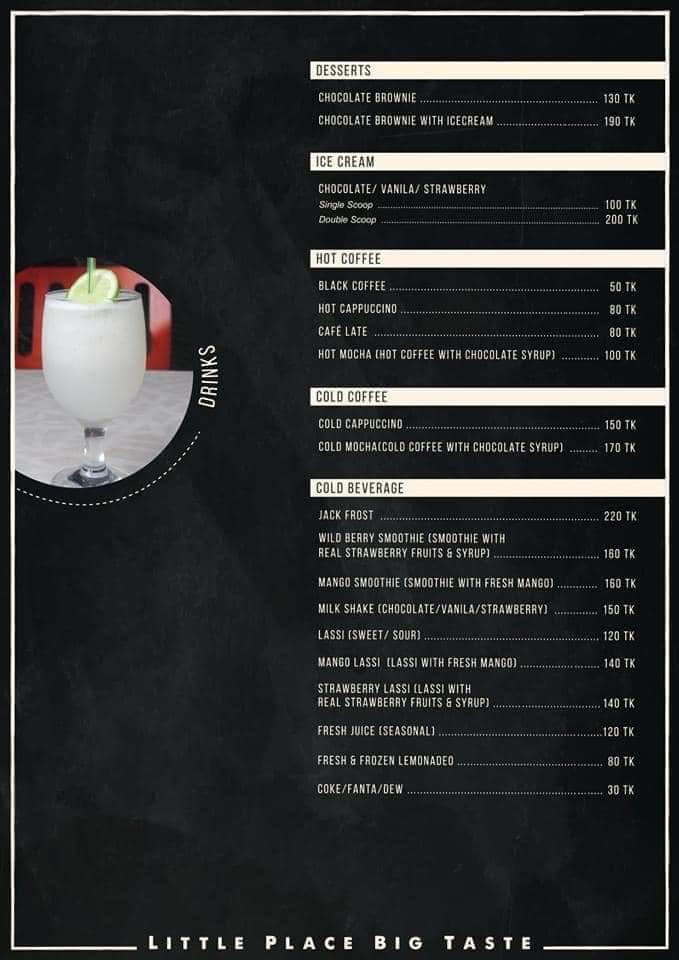 DESSERTS
CHOCOLATE BROWNIE ........ 130 TK
CHOCOLATE BROWNIE WITH ICECREAM ........ 190 TK
ICE CREAM
CHOCOLATE/ VANILA/ STRAWBERRY
Single Scoop ........ 100 TK
Double Scoop ........ 200 TK
HOT COFFEE
BLACK COFFEE ........ 50 TK
HOT CAPPUCCINO ........ 80 TK
CAFÉ LATE ........ 80 TK
HOT MOCHA (HOT COFFEE WITH CHOCOLATE SYRUP) ........ 100 TK
COLD COFFEE
COLD CAPPUCCINO ........ 150 TK
COLD MOCHA(COLD COFFEE WITH CHOCOLATE SYRUP) ........ 170 TK
COLD BEVERAGE
JACK FROST ........ 220 TK
WILD BERRY SMOOTHIE (SMOOTHIE WITH
REAL STRAWBERRY FRUITS & SYRUP) ........ 160 TK
MANGO SMOOTHIE (SMOOTHIE WITH FRESH MANGO) ........ 160 TK
MILK SHAKE (CHOCOLATE/VANILA/STRAWBERRY) ........ 150 TK
LASSI (SWEET/ SOUR) ........ 120 TK
MANGO LASSI (LASSI WITH FRESH MANGO) ........ 140 TK
STRAWBERRY LASSI (LASSI WITH
REAL STRAWBERRY FRUITS & SYRUP) ........ 140 TK
FRESH JUICE (SEASONAL) ........ 120 TK
FRESH & FROZEN LEMONADEO ........ 80 TK
COKE/FANTA/DEW ........ 30 TK
DRINKS
LITTLE PLACE BIG TASTE